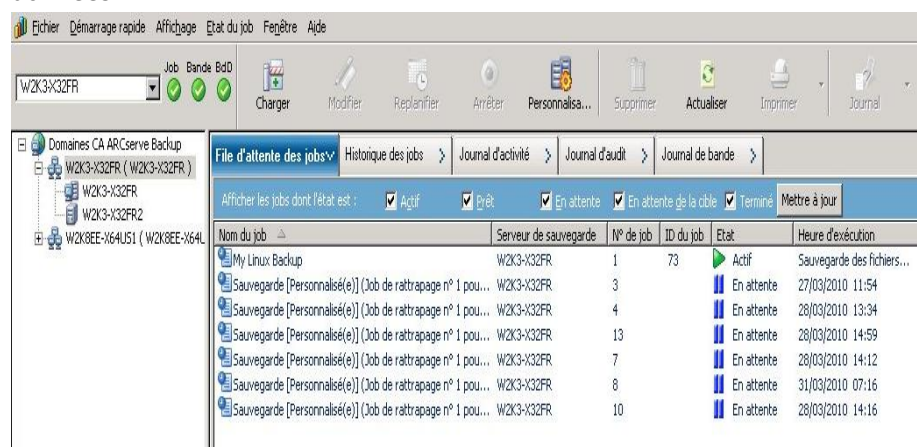 Fichier Démarrage rapide Affichage Etat du job Fenêtre Aide
Job Bande BdD
W2K3-X32FR
Charger Modifier Replanifier Arrêter Personnalisa... Supprimer Actualiser Imprimer Journal
Domaines CA ARCserve Backup
W2K3-X32FR ( W2K3-X32FR )
W2K3-X32FR
W2K3-X32FR2
W2K8EE-X64U51 ( W2K8EE-X64L
File d'attente des jobs Historique des jobs Journal d'activité Journal d'audit Journal de bande
Afficher les jobs dont l'état est : Actif Prêt En attente En attente de la cible Terminé Mettre à jour
Nom du job Serveur de sauvegarde N° de job ID du job Etat Heure d'exécution
My Linux Backup W2K3-X32FR 1 73 Actif Sauvegarde des fichiers...
Sauvegarde [Personnalisé(e)] (Job de rattrapage n° 1 pou... W2K3-X32FR 3 En attente 27/03/2010 11:54
Sauvegarde [Personnalisé(e)] (Job de rattrapage n° 1 pou... W2K3-X32FR 4 En attente 28/03/2010 13:34
Sauvegarde [Personnalisé(e)] (Job de rattrapage n° 1 pou... W2K3-X32FR 13 En attente 28/03/2010 14:59
Sauvegarde [Personnalisé(e)] (Job de rattrapage n° 1 pou... W2K3-X32FR 7 En attente 28/03/2010 14:12
Sauvegarde [Personnalisé(e)] (Job de rattrapage n° 1 pou... W2K3-X32FR 8 En attente 31/03/2010 07:16
Sauvegarde [Personnalisé(e)] (Job de rattrapage n° 1 pou... W2K3-X32FR 10 En attente 28/03/2010 14:16